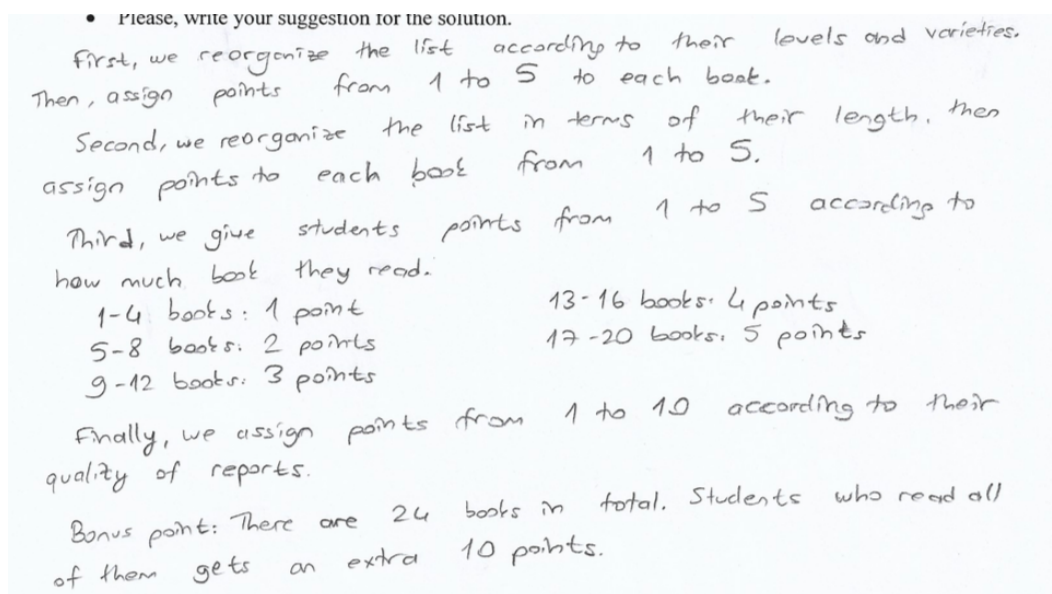 • Please, write your suggestion for the solution.
First, we reorganize the list according to their levels and varieties.
Then, assign points from 1 to 5 to each book.
Second, we reorganize the list in terms of their length, then
assign points to each book from 1 to 5.
Third, we give students points from 1 to 5 according to
how much book they read.
1-4 books: 1 point
5-8 books: 2 points
9-12 books: 3 points
13-16 books: 4 points
17-20 books: 5 points
Finally, we assign points from 1 to 10 according to their
quality of reports.
Bonus point: There are 24 books in total. Students who read all
of them gets an extra 10 points.